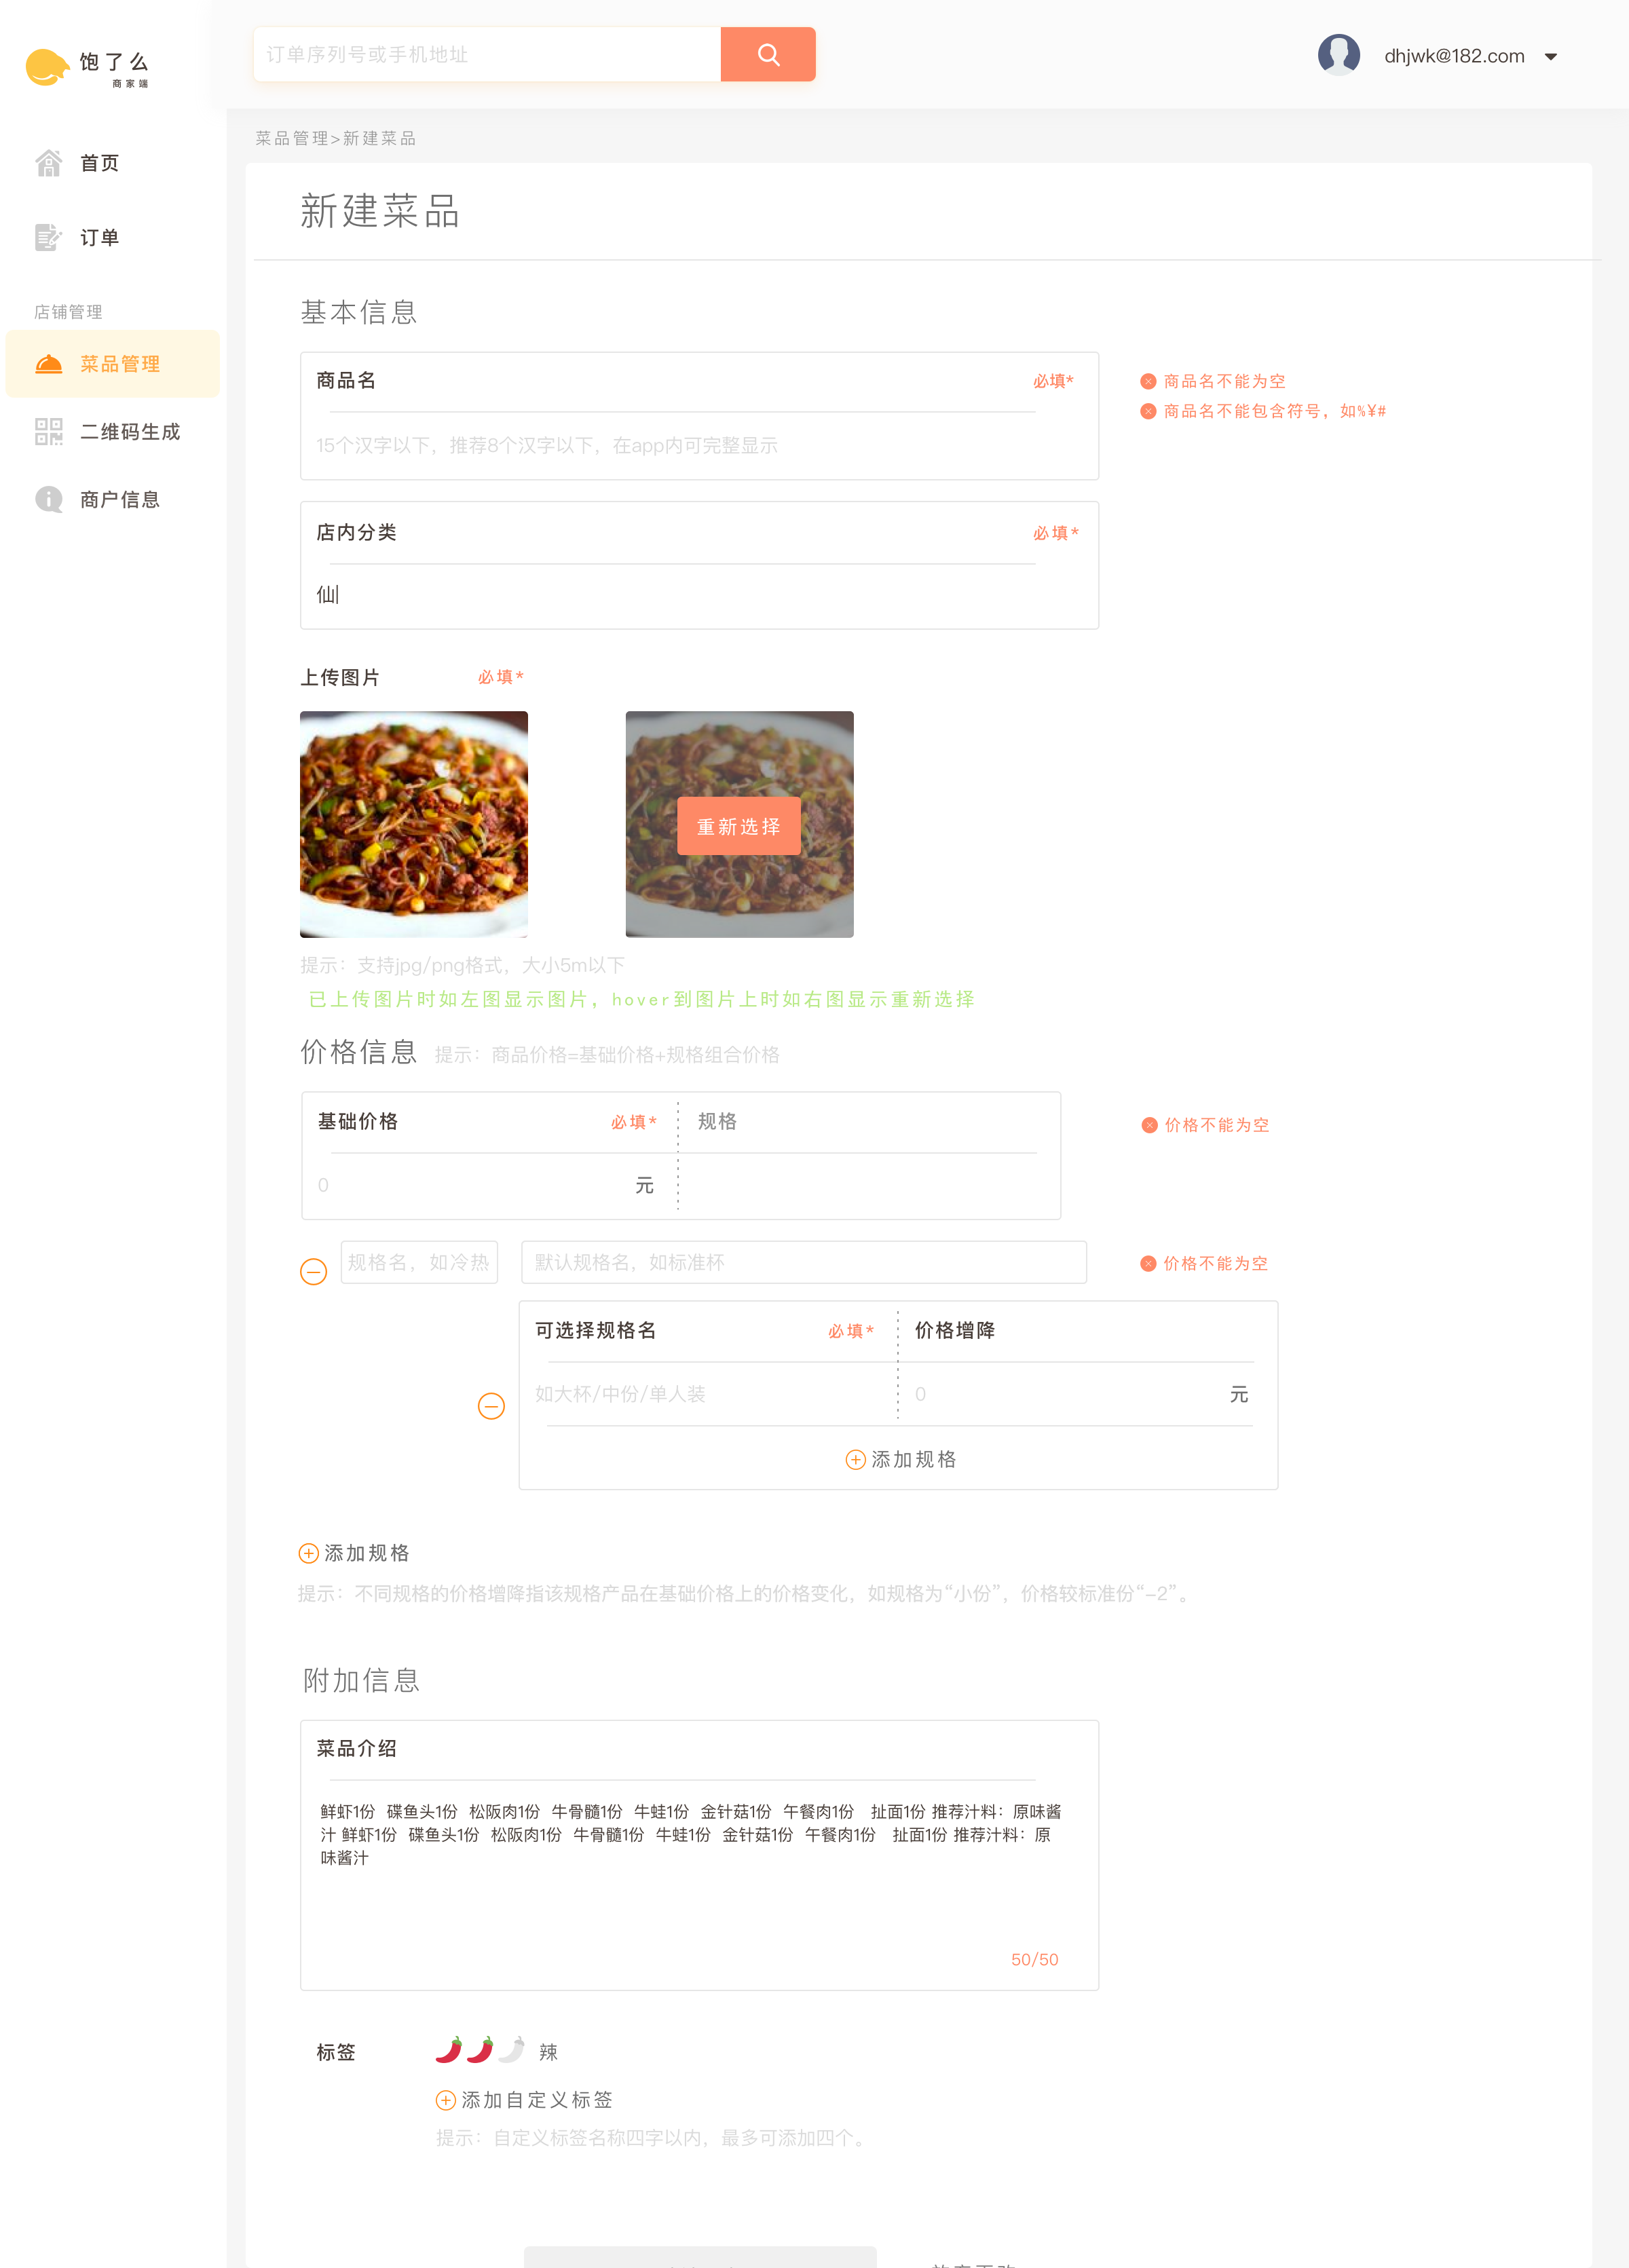 饱了么
商家端
订单序列号或手机地址
dhjwk@182.com
首页
订单
店铺管理
菜品管理
二维码生成
商户信息
菜品管理>新建菜品
新建菜品
基本信息
商品名 必填*
15个汉字以下，推荐8个汉字以下，在app内可完整显示
商品名不能为空
商品名不能包含符号，如%¥#
店内分类 必填*
仙
上传图片 必填*
重新选择
提示：支持jpg/png格式，大小5m以下
已上传图片时如左图显示图片，hover到图片上时如右图显示重新选择
价格信息 提示：商品价格=基础价格+规格组合价格
基础价格 必填* 规格
0 元
价格不能为空
规格名，如冷热 默认规格名，如标准杯
价格不能为空
可选择规格名 必填* 价格增降
如大杯/中份/单人装 0 元
添加规格
添加规格
提示：不同规格的价格增降指该规格产品在基础价格上的价格变化，如规格为“小份”，价格较标准份“-2”。
附加信息
菜品介绍
鲜虾1份 碟鱼头1份 松阪肉1份 牛骨髓1份 牛蛙1份 金针菇1份 午餐肉1份 扯面1份 推荐汁料：原味酱
汁 鲜虾1份 碟鱼头1份 松阪肉1份 牛骨髓1份 牛蛙1份 金针菇1份 午餐肉1份 扯面1份 推荐汁料：原
味酱汁
50/50
标签 辣
添加自定义标签
提示：自定义标签名称四字以内，最多可添加四个。